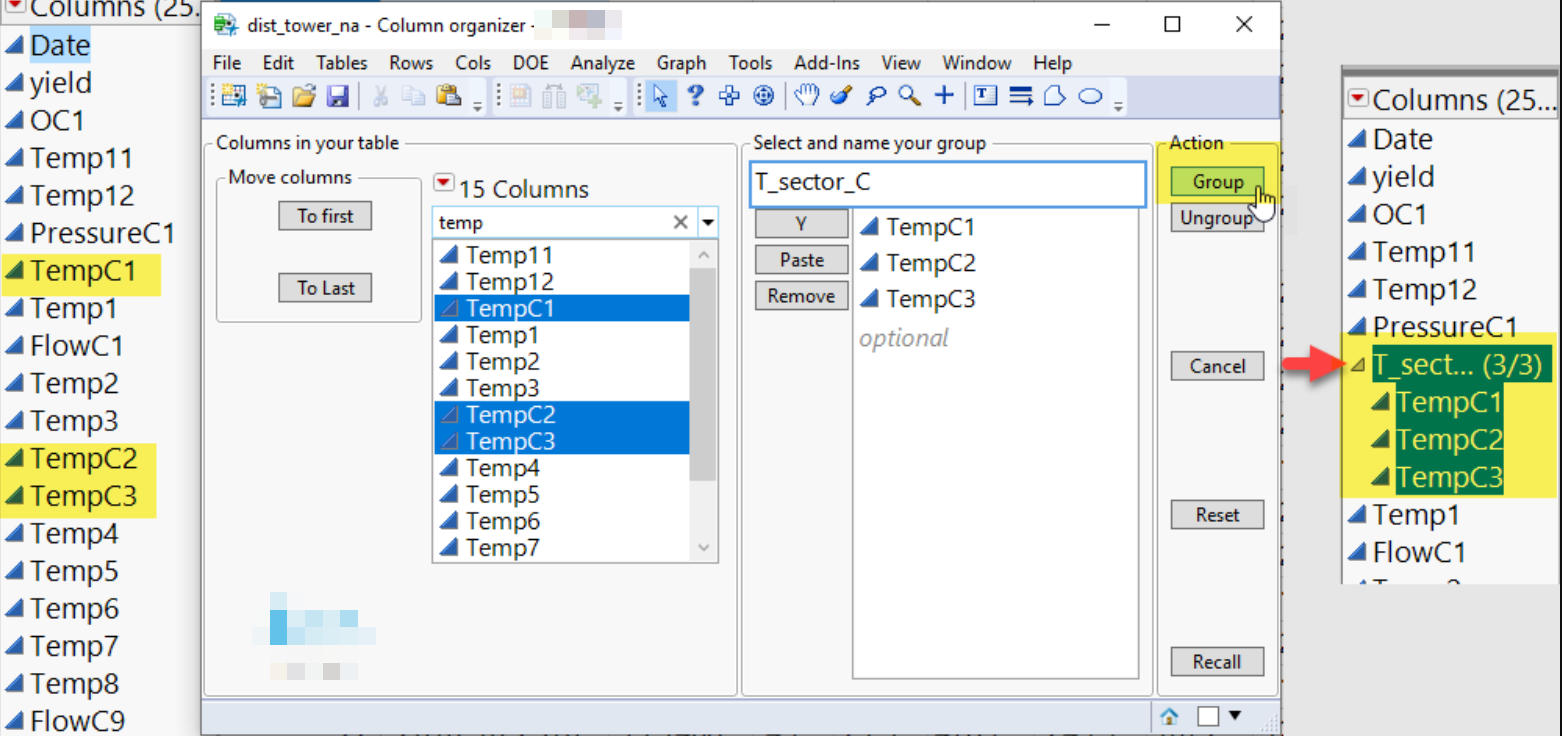 Columns (25.
Date
yield
OC1
Temp11
Temp12
PressureC1
TempC1
Temp1
FlowC1
Temp2
Temp3
TempC2
TempC3
Temp4
Temp5
Temp6
Temp7
Temp8
FlowC9
dist_tower_na - Column organizer -
File Edit Tables Rows Cols DOE Analyze Graph Tools Add-Ins View Window Help
Columns in your table
Move columns
To first
To Last
15 Columns
temp
Temp11
Temp12
TempC1
Temp1
Temp2
Temp3
TempC2
TempC3
Temp4
Temp5
Temp6
Temp7
Select and name your group
T_sector_C
Y
Paste
Remove
TempC1
TempC2
TempC3
optional
Action
Group
Ungroup
Cancel
Reset
Recall
Columns (25...
Date
yield
OC1
Temp11
Temp12
PressureC1
T_sect... (3/3)
TempC1
TempC2
TempC3
Temp1
FlowC1